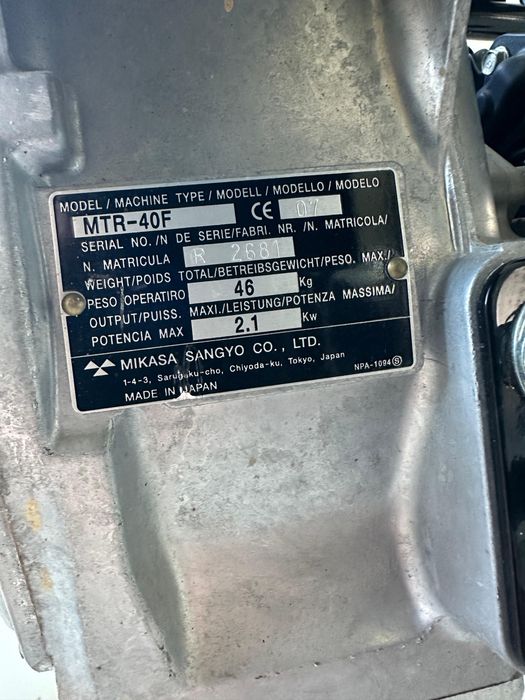 MODEL / MACHINE TYPE / MODELL / MODELLO / MODELO
MTR-40F CE 07
SERIAL NO./N DE SERIE/FABRI. NR. /N. MATRICOLA/
N. MATRICULA R 2681
WEIGHT/POIDS TOTAL/BETREIBSGEWICHT/PESO. MAX./
PESO OPERATIRO 46 Kg
OUTPUT/PUISS. MAXI./LEISTUNG/POTENZA MASSIMA/
POTENCIA MAX 2.1 Kw
MIKASA SANGYO CO., LTD.
1-4-3, Sarugaku-cho, Chiyoda-ku, Tokyo, Japan
MADE IN JAPAN NPA-1094 S